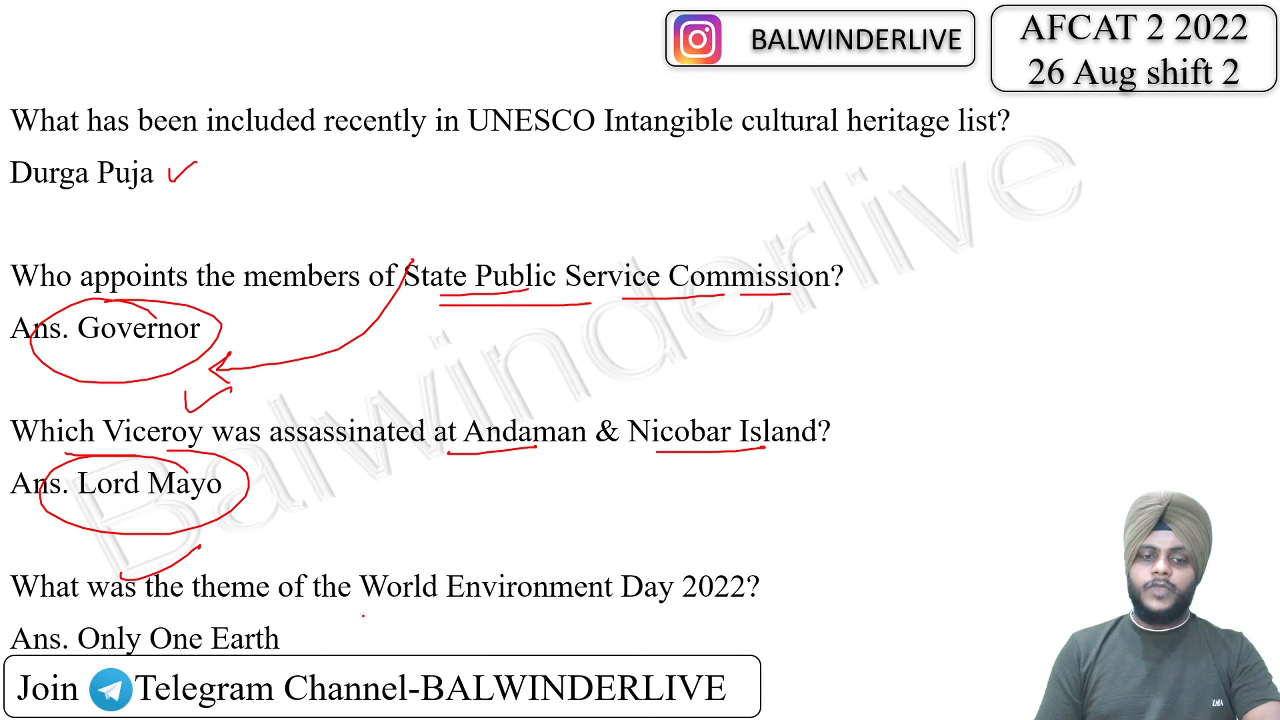 BALWINDERLIVE
AFCAT 2 2022
26 Aug shift 2
What has been included recently in UNESCO Intangible cultural heritage list?
Durga Puja
Who appoints the members of State Public Service Commission?
Ans. Governor
Which Viceroy was assassinated at Andaman & Nicobar Island?
Ans. Lord Mayo
What was the theme of the World Environment Day 2022?
Ans. Only One Earth
Join Telegram Channel-BALWINDERLIVE
Balwinderlive